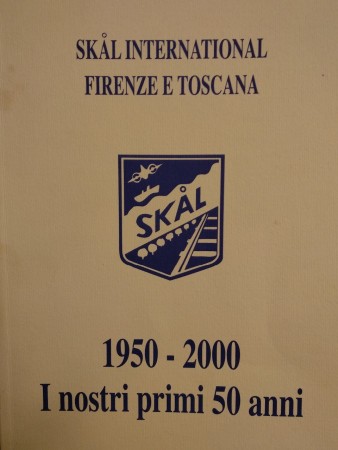 SKÅL INTERNATIONAL
FIRENZE E TOSCANA
SKÅL
1950 - 2000
I nostri primi 50 anni